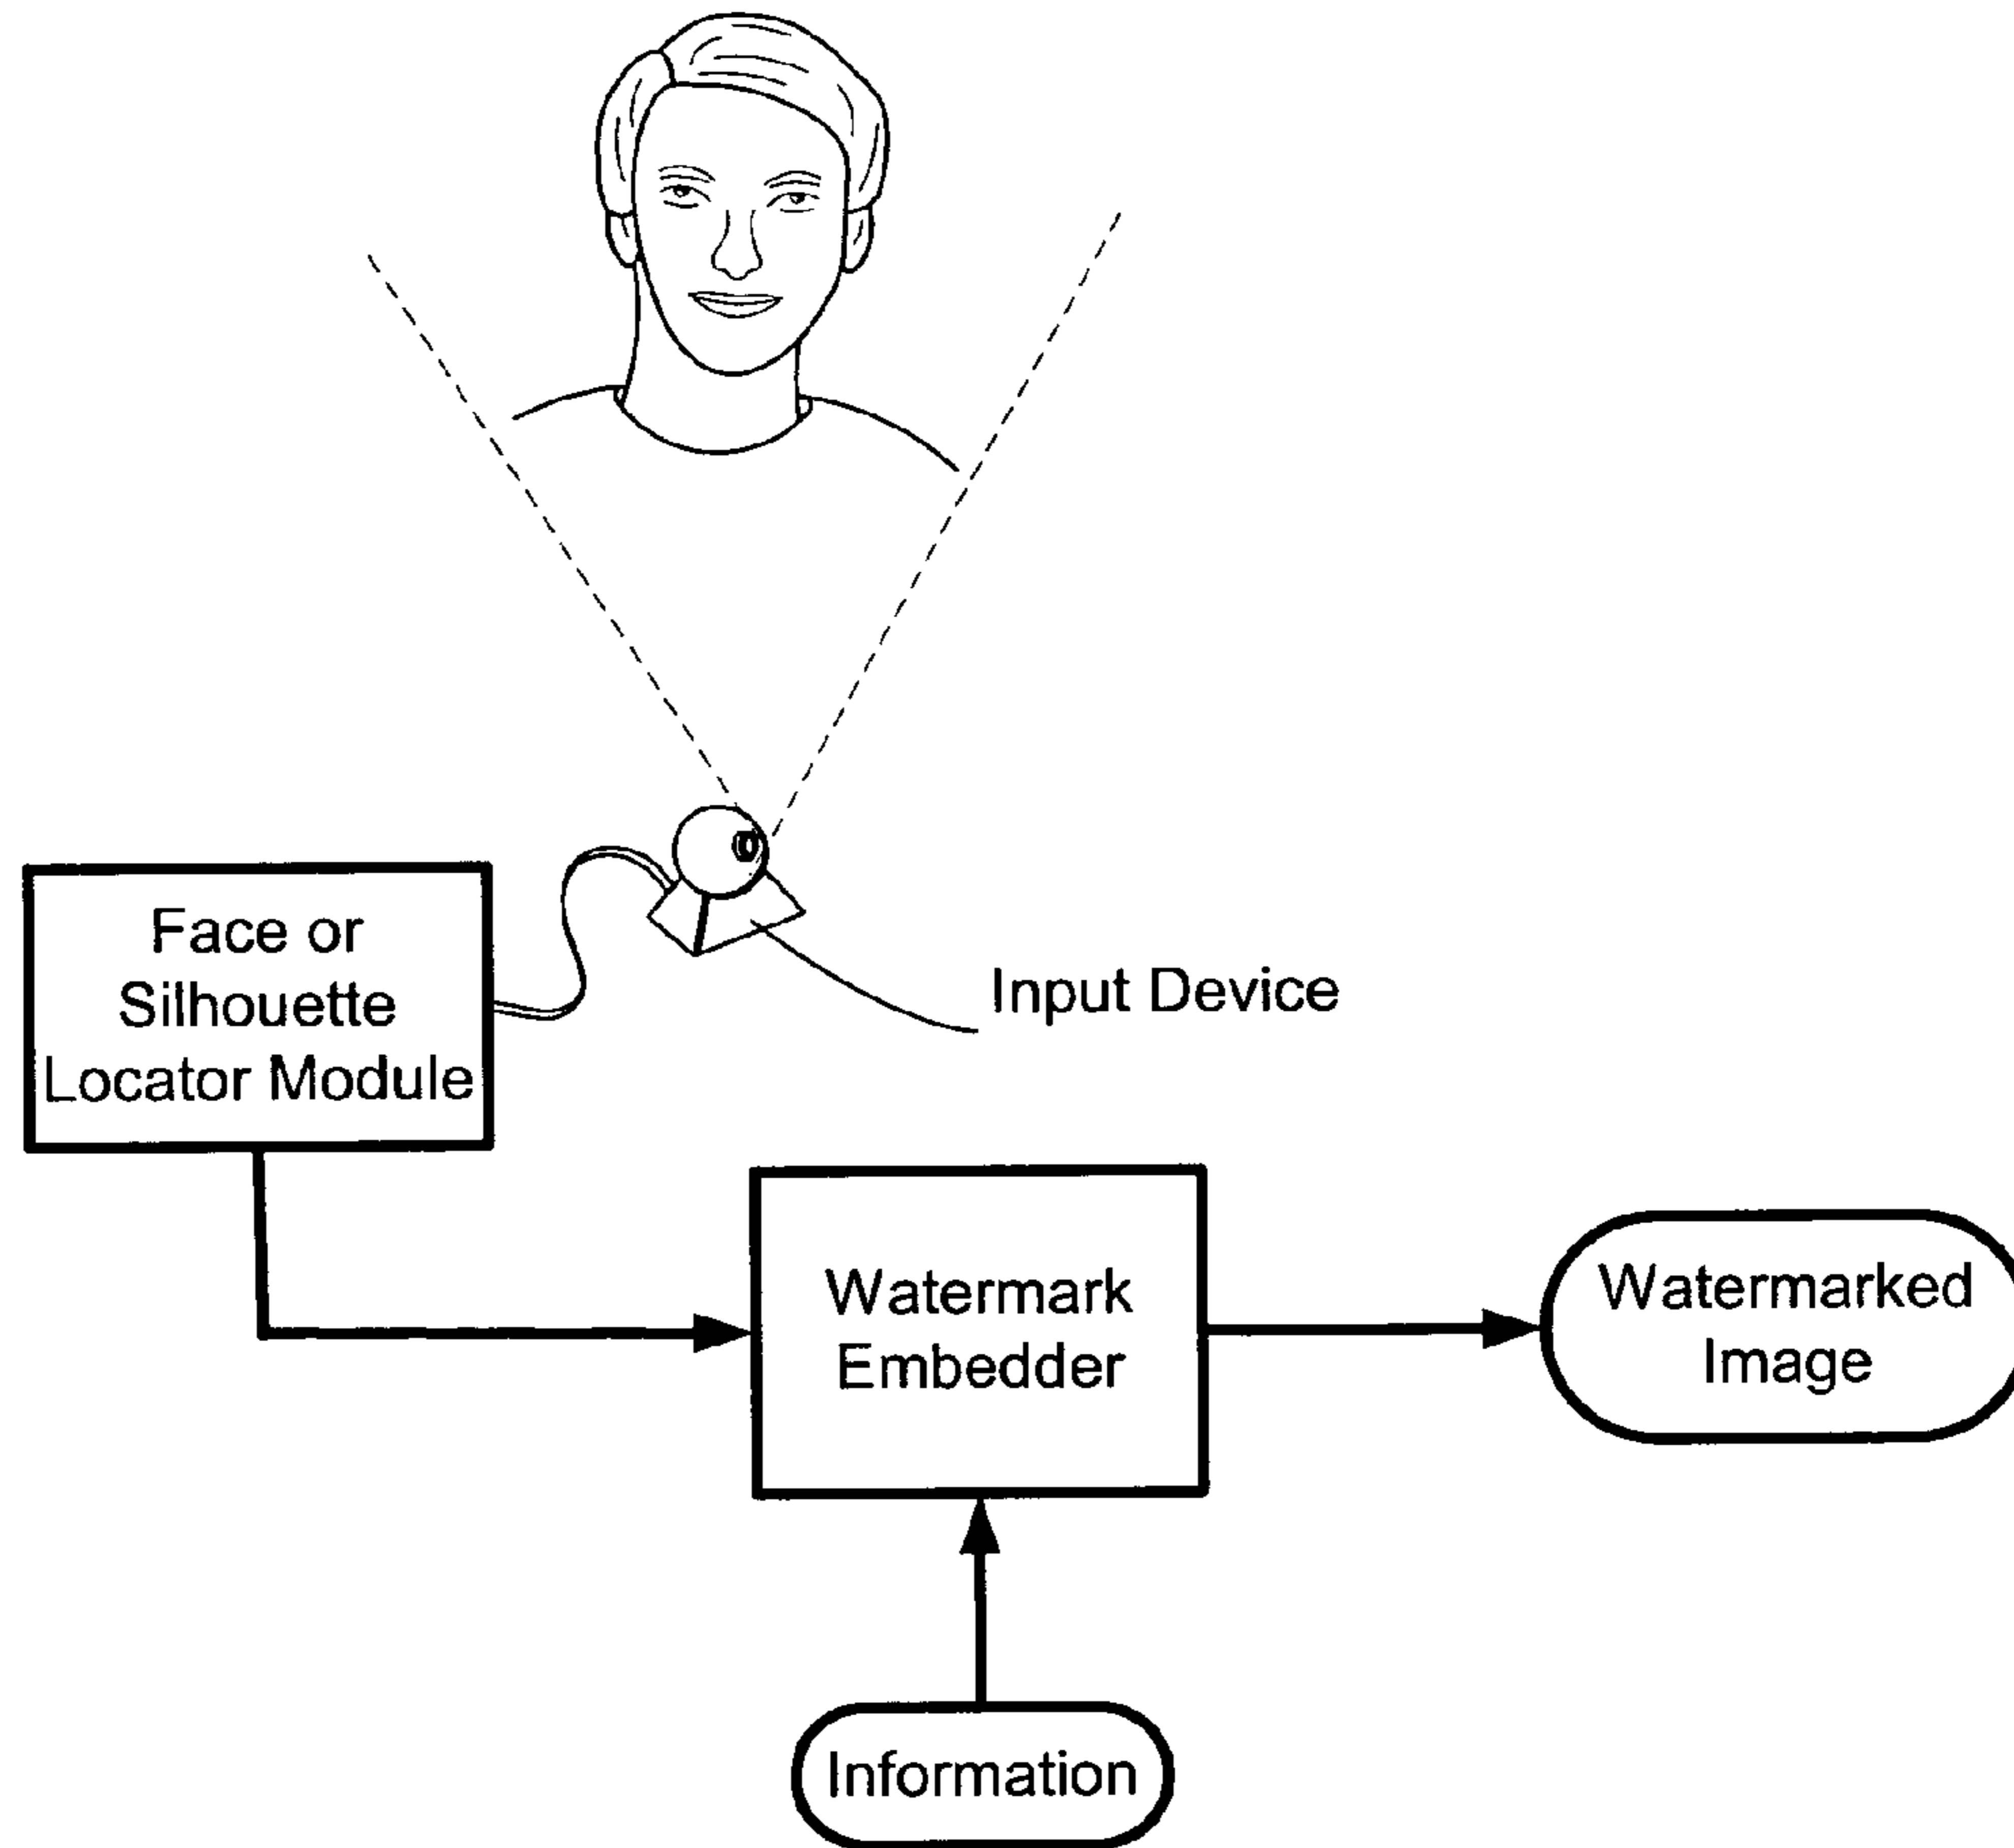 Face or
Silhouette
Locator Module
Input Device
Watermark
Embedder
Watermarked
Image
Information